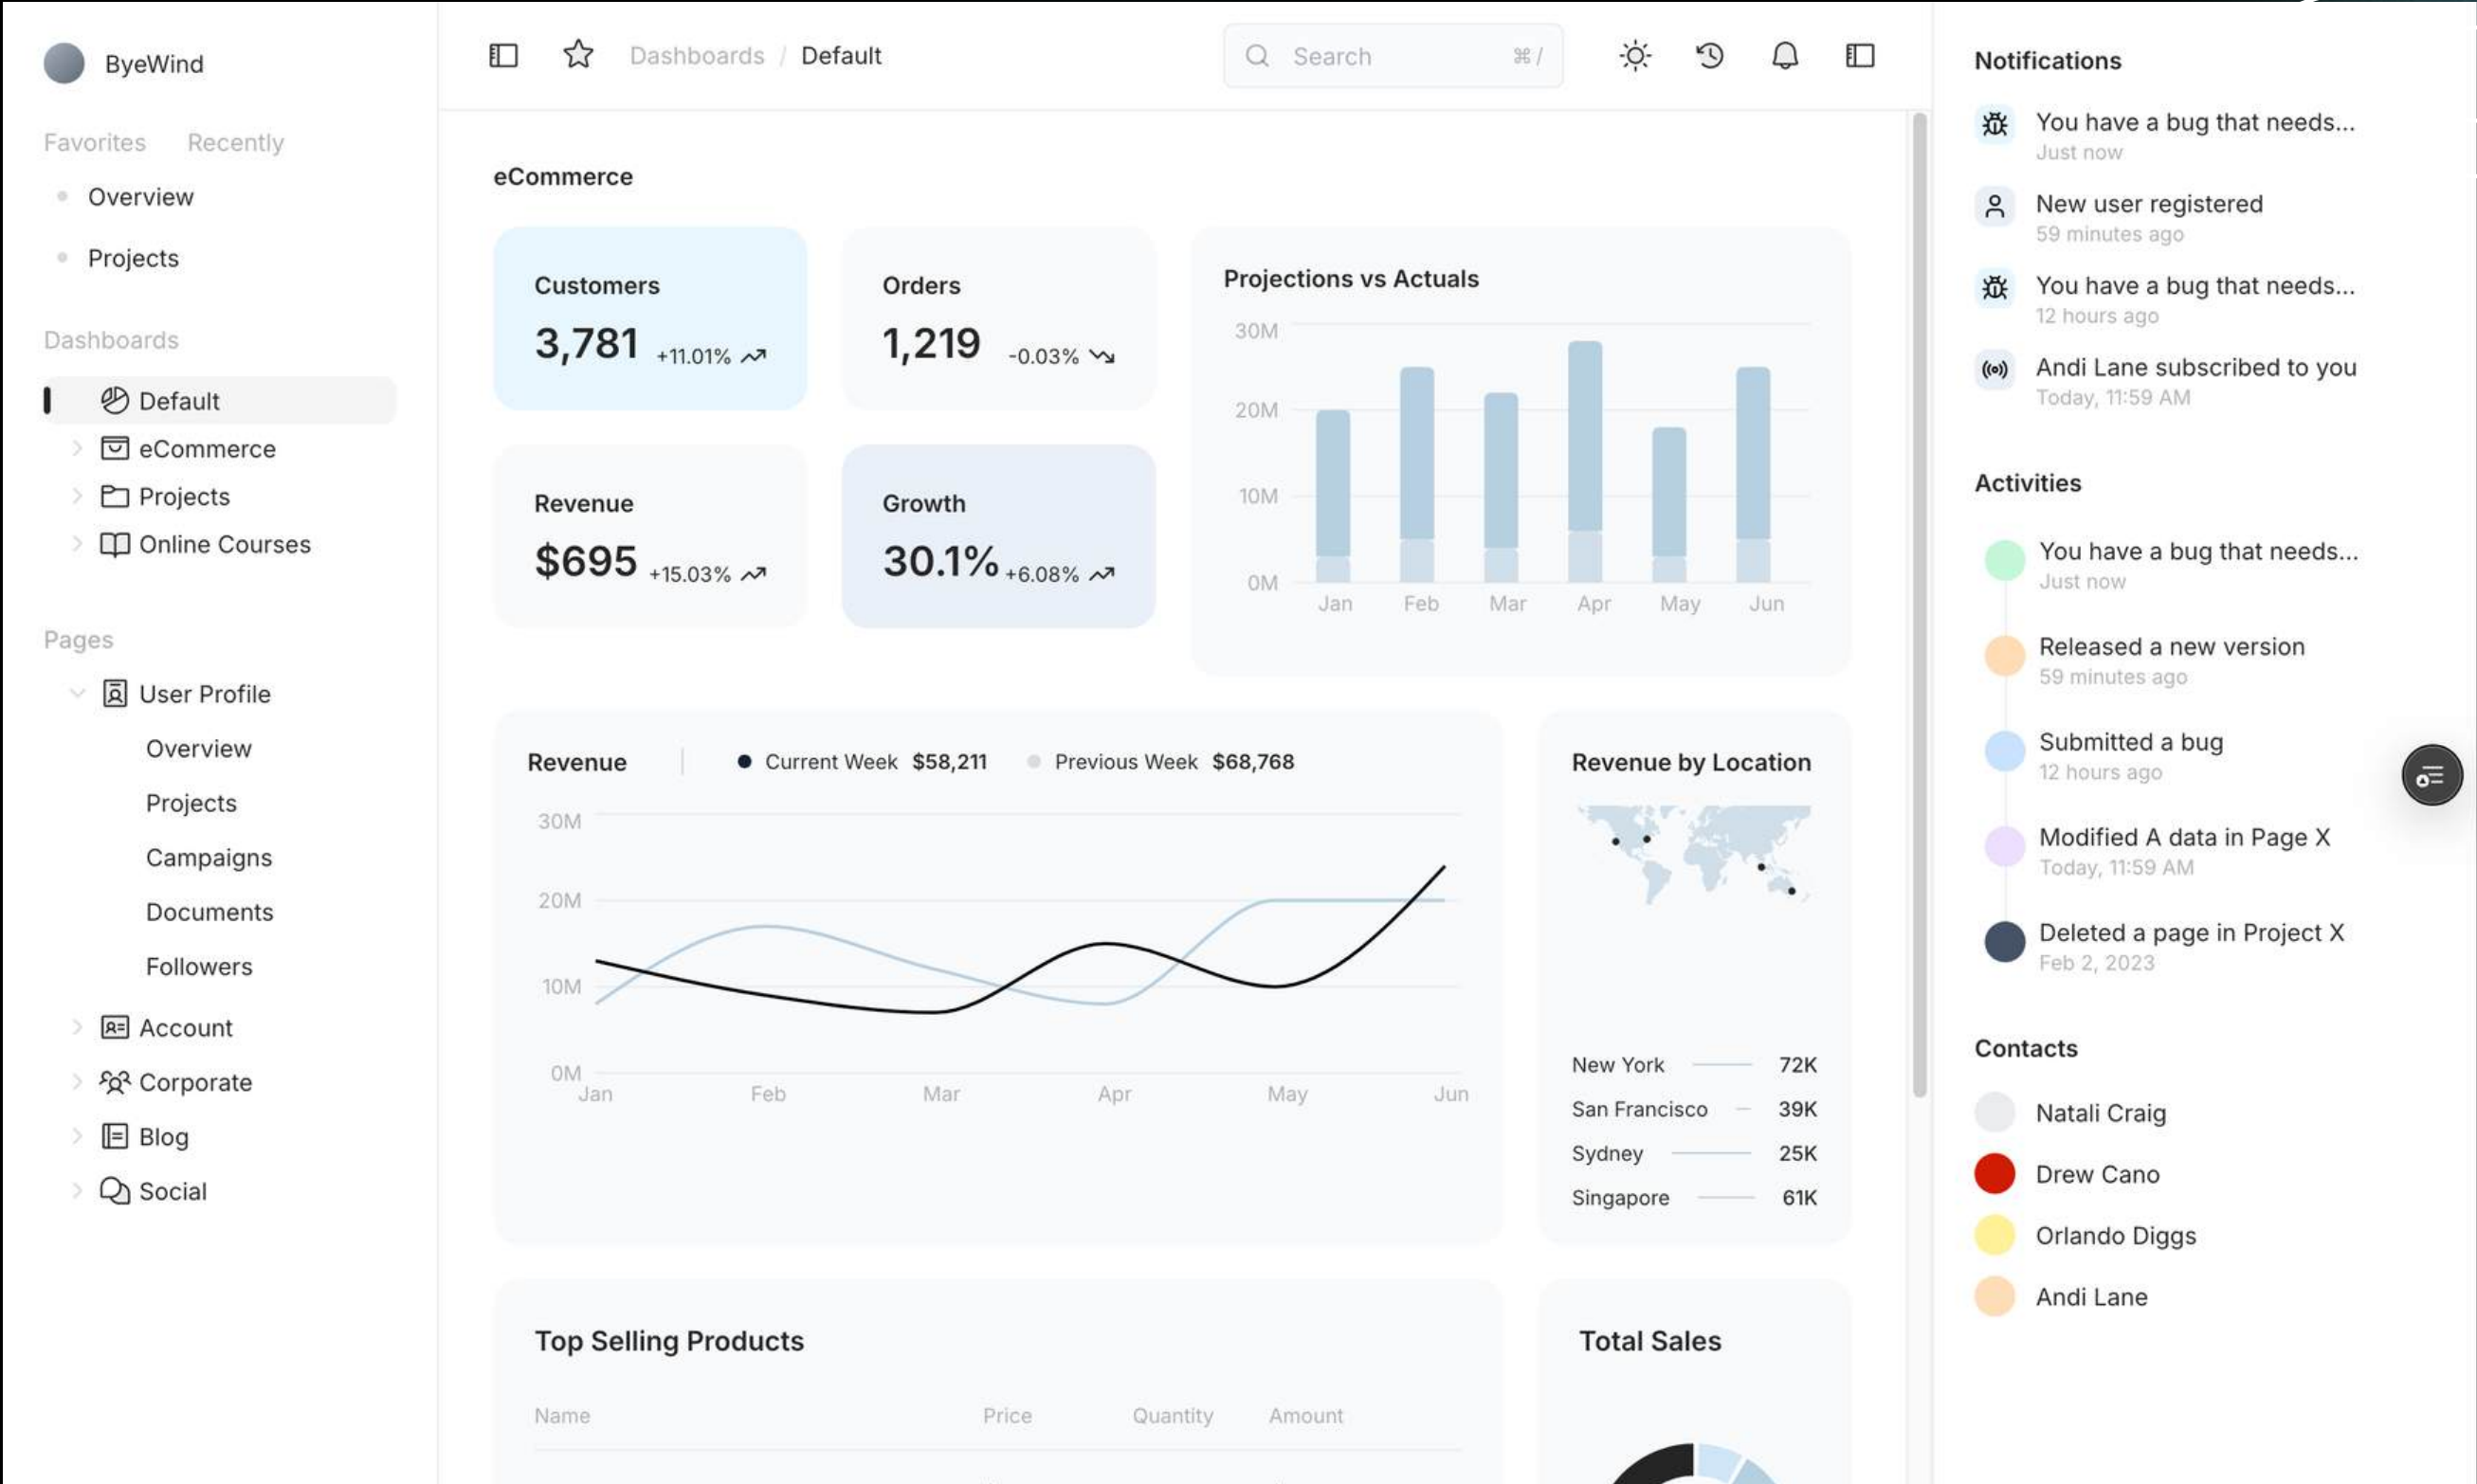 ByeWind
Favorites Recently
Overview
Projects
Dashboards
Default
eCommerce
Projects
Online Courses
Pages
User Profile
Overview
Projects
Campaigns
Documents
Followers
Account
Corporate
Blog
Social
Dashboards / Default
Search ⌘/
eCommerce
Customers
3,781 +11.01%
Orders
1,219 -0.03%
Revenue
$695 +15.03%
Growth
30.1% +6.08%
Projections vs Actuals
30M
20M
10M
0M
Jan Feb Mar Apr May Jun
Revenue Current Week $58,211 Previous Week $68,768
30M
20M
10M
0M
Jan Feb Mar Apr May Jun
Revenue by Location
New York 72K
San Francisco 39K
Sydney 25K
Singapore 61K
Top Selling Products
Name Price Quantity Amount
Total Sales
Notifications
You have a bug that needs...
Just now
New user registered
59 minutes ago
You have a bug that needs...
12 hours ago
Andi Lane subscribed to you
Today, 11:59 AM
Activities
You have a bug that needs...
Just now
Released a new version
59 minutes ago
Submitted a bug
12 hours ago
Modified A data in Page X
Today, 11:59 AM
Deleted a page in Project X
Feb 2, 2023
Contacts
Natali Craig
Drew Cano
Orlando Diggs
Andi Lane